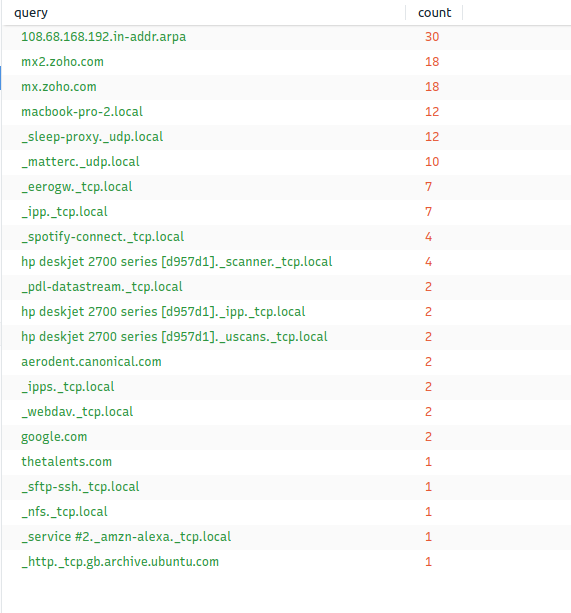 query count
108.68.168.192.in-addr.arpa 30
mx2.zoho.com 18
mx.zoho.com 18
macbook-pro-2.local 12
_sleep-proxy._udp.local 12
_matterc._udp.local 10
_eerogw._tcp.local 7
_ipp._tcp.local 7
_spotify-connect._tcp.local 4
hp deskjet 2700 series [d957d1]._scanner._tcp.local 4
_pdl-datastream._tcp.local 2
hp deskjet 2700 series [d957d1]._ipp._tcp.local 2
hp deskjet 2700 series [d957d1]._uscans._tcp.local 2
aerodent.canonical.com 2
_ipps._tcp.local 2
_webdav._tcp.local 2
google.com 2
thetalents.com 1
_sftp-ssh._tcp.local 1
_nfs._tcp.local 1
_service #2._amzn-alexa._tcp.local 1
_http._tcp.gb.archive.ubuntu.com 1